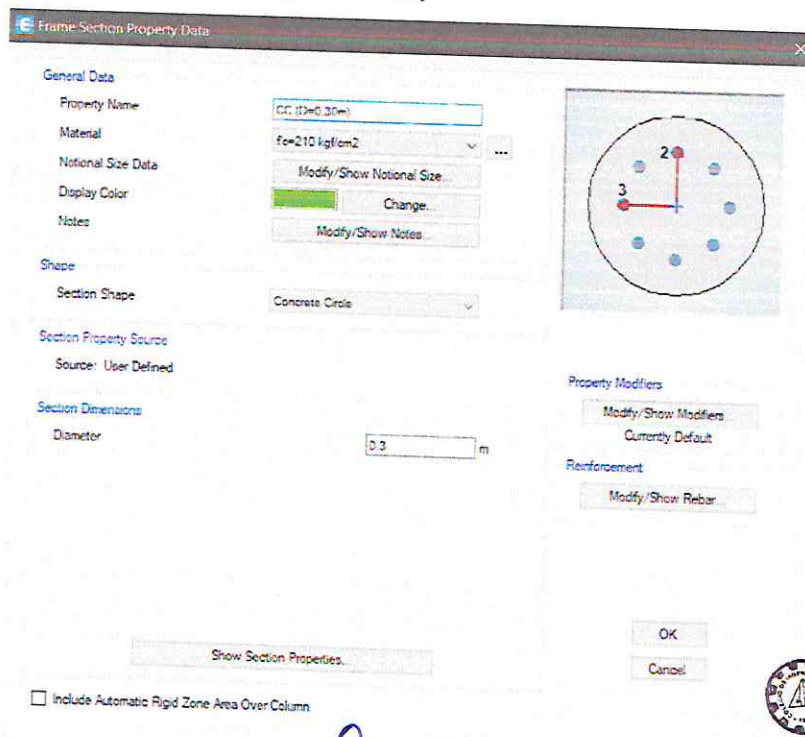 Frame Section Property Data
General Data
Property Name
CC (D=0.30m)
Material
f'c=210 kgf/cm2
...
Notional Size Data
Modify/Show Notional Size...
Display Color
Change...
Notes
Modify/Show Notes...
Shape
Section Shape
Concrete Circle
Section Property Source
Source: User Defined
Section Dimensions
Diameter
0.3
m
2
3
Property Modifiers
Modify/Show Modifiers...
Currently Default
Reinforcement
Modify/Show Rebar...
OK
Cancel
Show Section Properties...
Include Automatic Rigid Zone Area Over Column